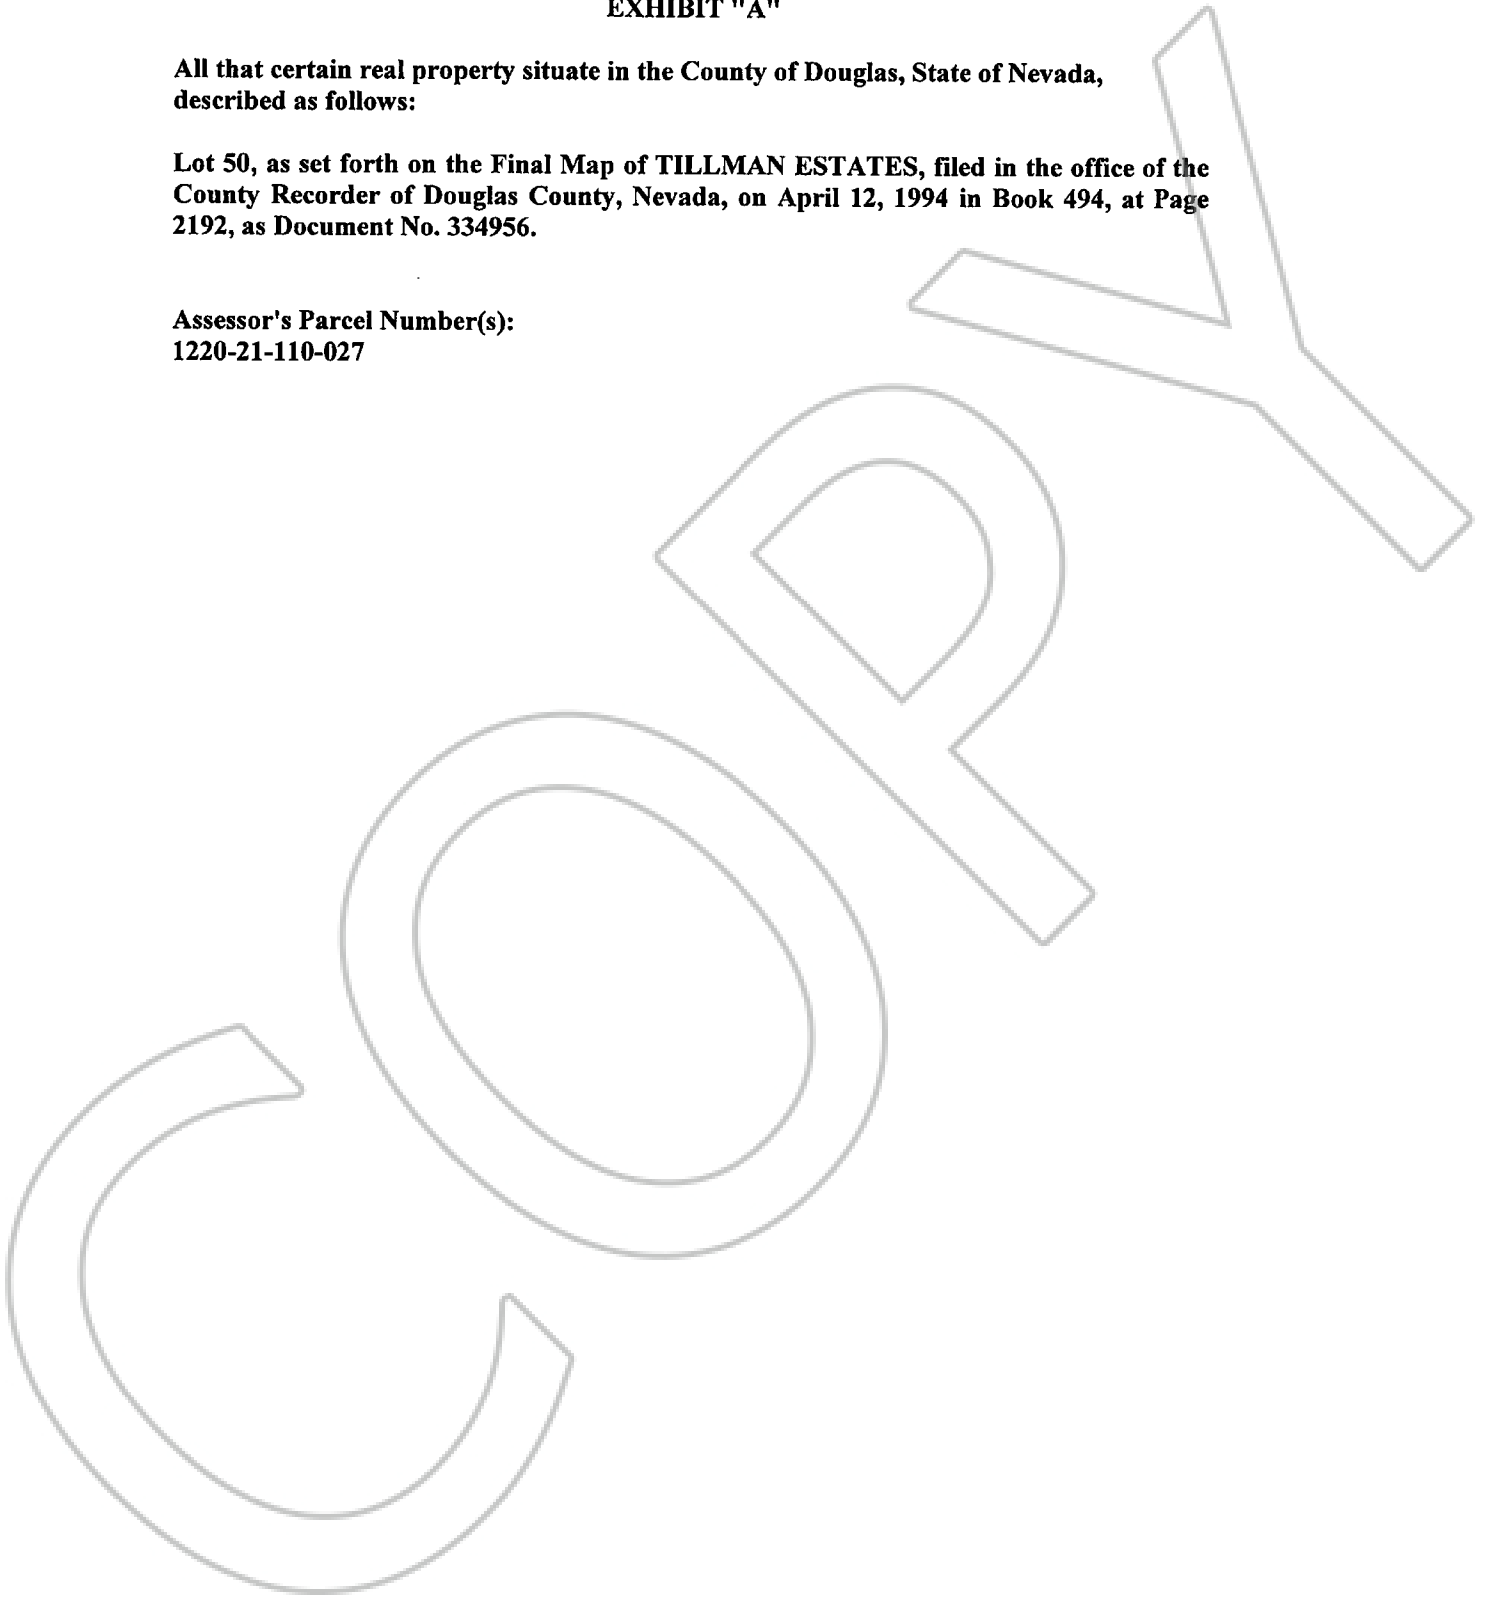 EXHIBIT "A"
All that certain real property situate in the County of Douglas, State of Nevada,
described as follows:
Lot 50, as set forth on the Final Map of TILLMAN ESTATES, filed in the office of the
County Recorder of Douglas County, Nevada, on April 12, 1994 in Book 494, at Page
2192, as Document No. 334956.
Assessor's Parcel Number(s):
1220-21-110-027
COPY